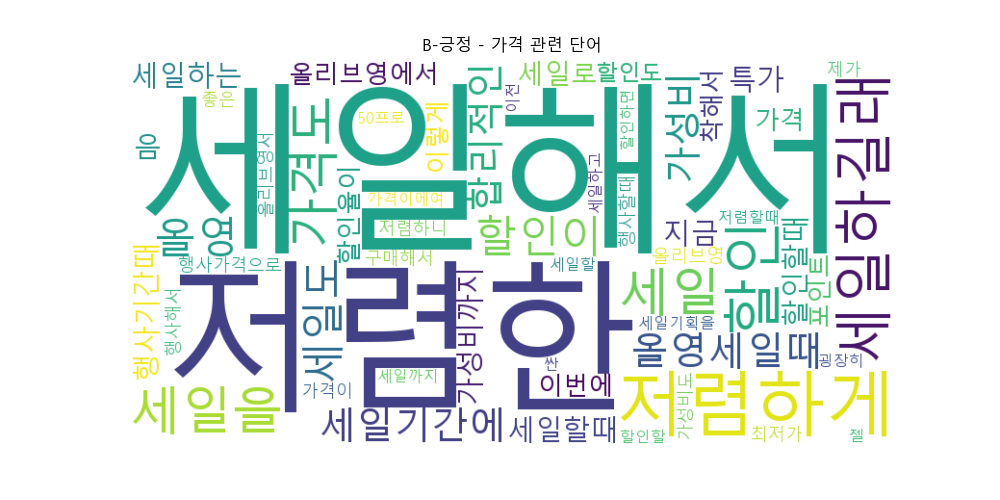 B-긍정 - 가격 관련 단어
세일하는
올리브영에서
세일로
할인도
특가
제가
좋은
50프로
이전
이렇게
합리적인
가성비
착해서
가격
할인하면
세일해서
가격도
올리브영서
음
할인율이
가격이에여
세일하고
행사할때
저렴하니
할인이
지금
저렴할때
세일하길래
올영
구매해서
올리브영
행사가격으로
세일할
행사기간때
행사해서
세일도
저렴한
가성비까지
세일
할인
할인할때
포인트
세일기획을
올영세일때
굉장히
싼
세일까지
이번에
가격이
세일을
세일기간에
세일할때
저렴하게
할인할
가성비도
최저가
젤